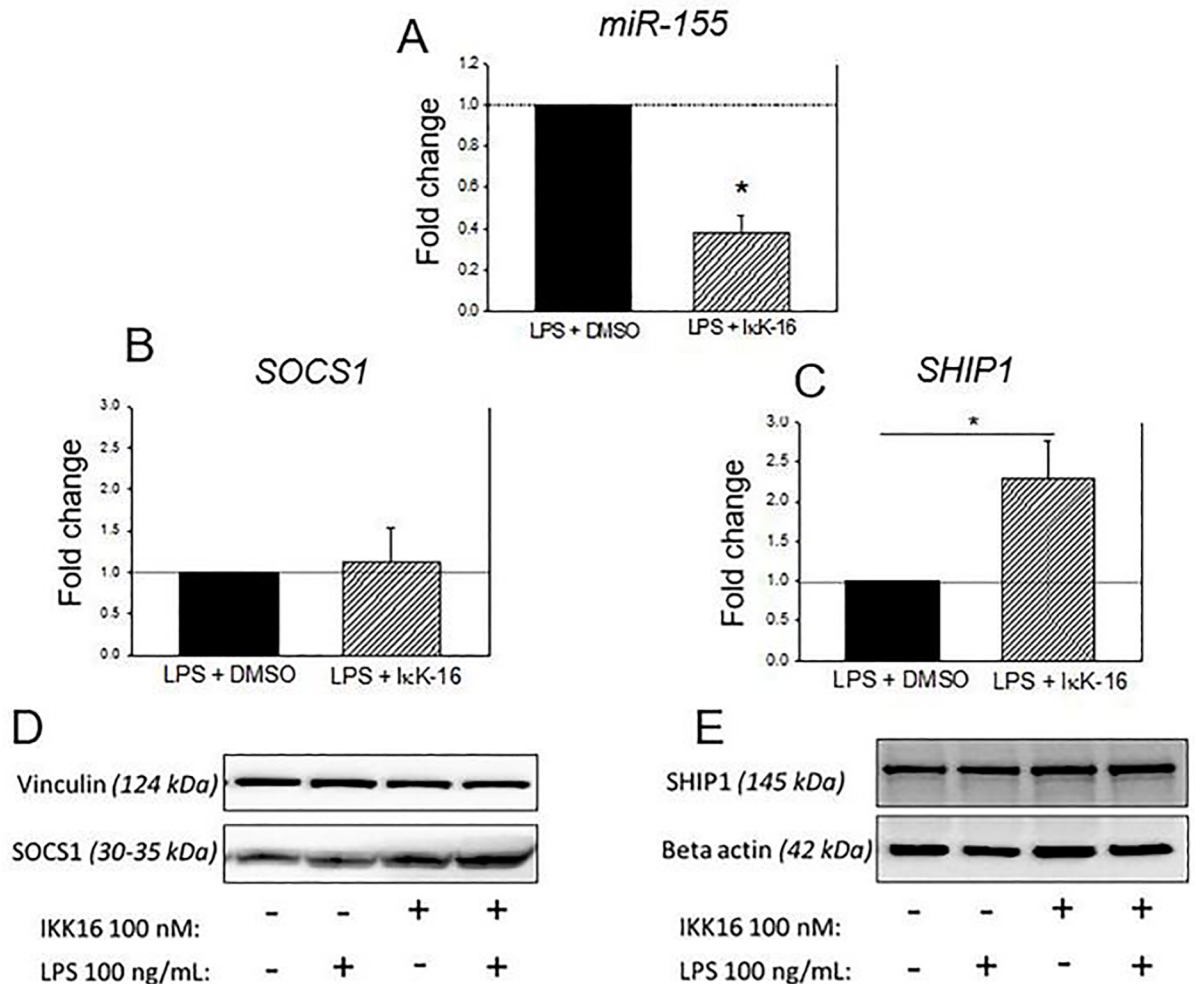 A
miR-155
Fold change
1.2
1.0
0.8
0.6
0.4
0.2
0.0
*
LPS + DMSO
LPS + IκK-16
B
SOCS1
Fold change
3.0
2.5
2.0
1.5
1.0
0.5
0.0
LPS + DMSO
LPS + IκK-16
C
SHIP1
Fold change
3.0
2.5
2.0
1.5
1.0
0.5
0.0
*
LPS + DMSO
LPS + IκK-16
D
Vinculin (124 kDa)
SOCS1 (30-35 kDa)
IKK16 100 nM: - - + +
LPS 100 ng/mL: - + - +
E
SHIP1 (145 kDa)
Beta actin (42 kDa)
IKK16 100 nM: - - + +
LPS 100 ng/mL: - + - +